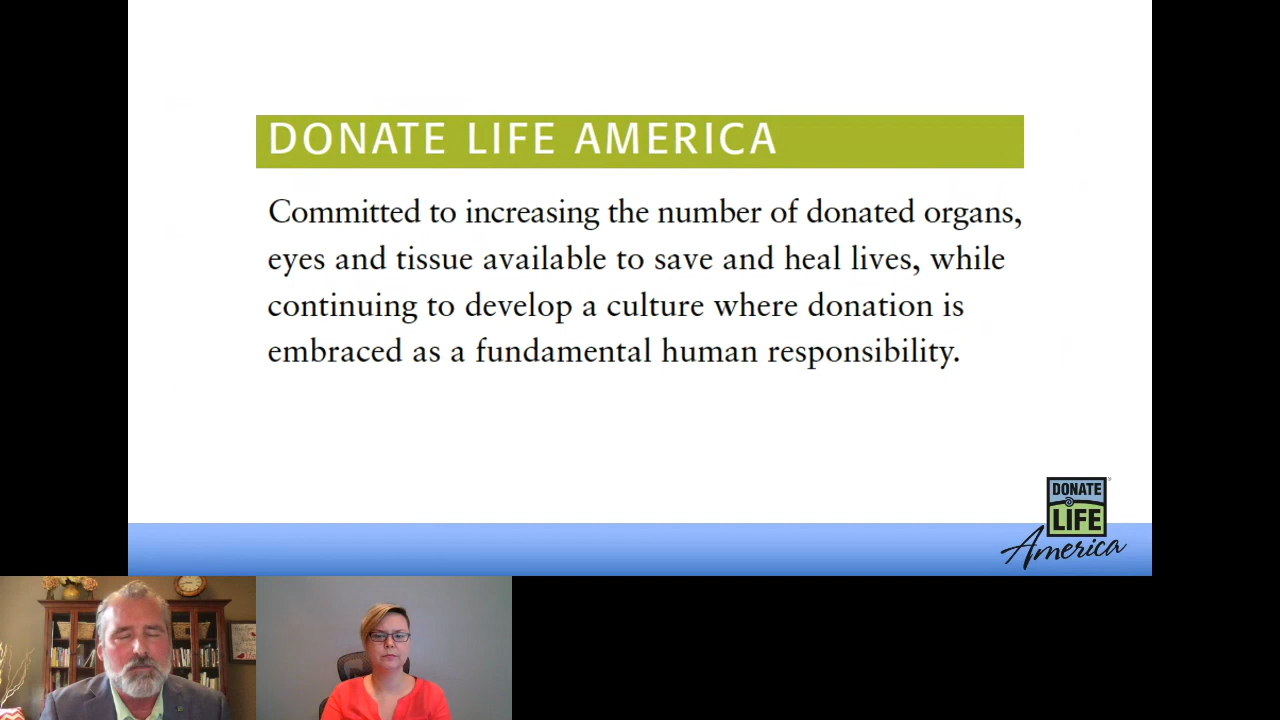 DONATE LIFE AMERICA
Committed to increasing the number of donated organs,
eyes and tissue available to save and heal lives, while
continuing to develop a culture where donation is
embraced as a fundamental human responsibility.
DONATE
LIFE
America